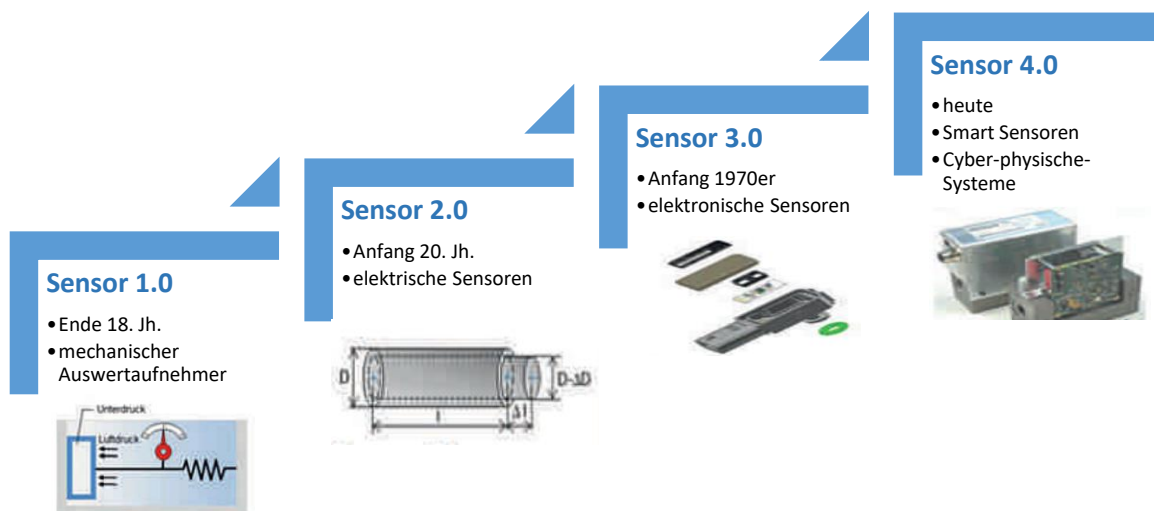 Sensor 1.0
•Ende 18. Jh.
•mechanischer
Auswertaufnehmer
Unterdruck
Luftdruck
Sensor 2.0
•Anfang 20. Jh.
•elektrische Sensoren
D
D-ΔD
l
Δl
Sensor 3.0
•Anfang 1970er
•elektronische Sensoren
Sensor 4.0
•heute
•Smart Sensoren
•Cyber-physische-
Systeme